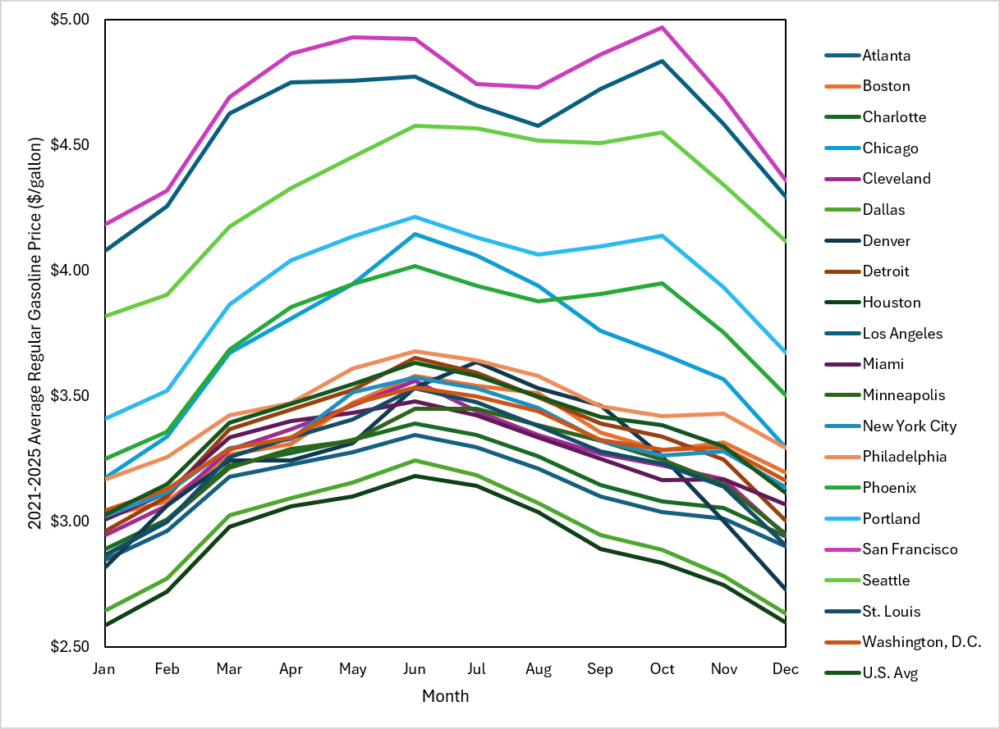 $5.00
$4.50
$4.00
$3.50
$3.00
$2.50
2021-2025 Average Regular Gasoline Price ($/gallon)
Jan Feb Mar Apr May Jun Jul Aug Sep Oct Nov Dec
Month
Atlanta
Boston
Charlotte
Chicago
Cleveland
Dallas
Denver
Detroit
Houston
Los Angeles
Miami
Minneapolis
New York City
Philadelphia
Phoenix
Portland
San Francisco
Seattle
St. Louis
Washington, D.C.
U.S. Avg